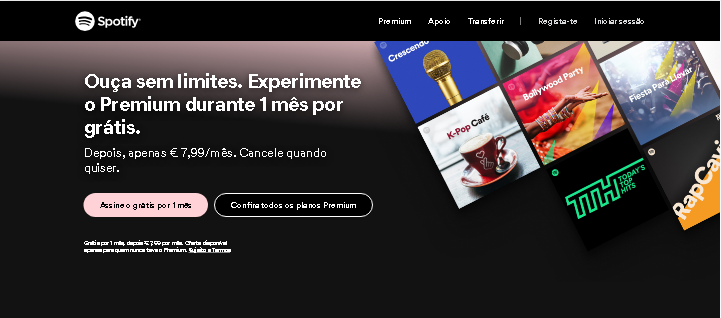 Spotify
Premium
Apoio
Transferir
|
Regista-te
Iniciar sessão
Ouça sem limites. Experimente
o Premium durante 1 mês por
grátis.
Depois, apenas € 7,99/mês. Cancele quando
quiser.
Assine o grátis por 1 mês
Confira todos os planos Premium
Grátis por 1 mês, depois € 7,99 por mês. Oferta disponível
apenas para quem nunca teve o Premium. Sujeito a Termos.
Crescendo
Bollywood Party
Fiesta Para Llevar
K-Pop Café
TTH
TODAY'S
TOP
HITS
RapCavi